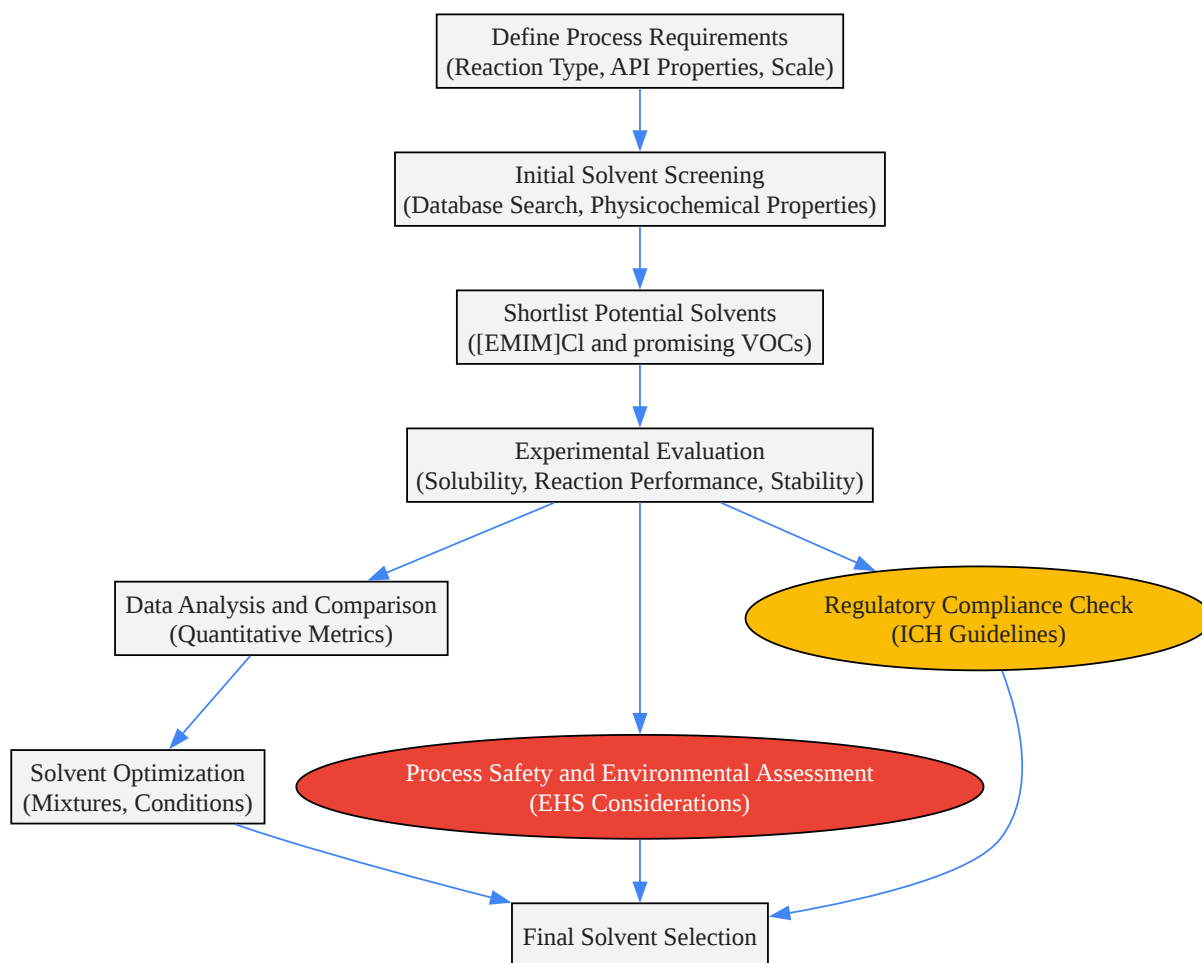 Define Process Requirements
(Reaction Type, API Properties, Scale)
Initial Solvent Screening
(Database Search, Physicochemical Properties)
Shortlist Potential Solvents
([EMIM]Cl and promising VOCs)
Experimental Evaluation
(Solubility, Reaction Performance, Stability)
Data Analysis and Comparison
(Quantitative Metrics)
Regulatory Compliance Check
(ICH Guidelines)
Solvent Optimization
(Mixtures, Conditions)
Process Safety and Environmental Assessment
(EHS Considerations)
Final Solvent Selection